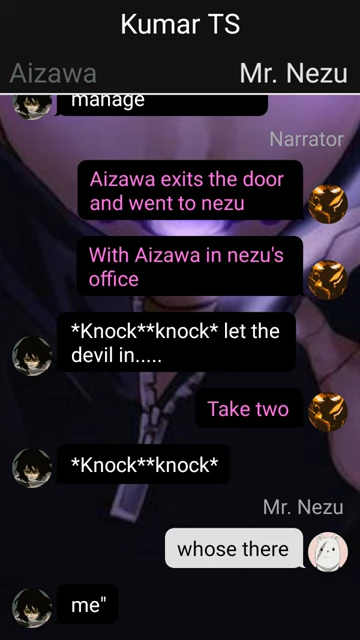 Kumar TS
Aizawa
Mr. Nezu
manage
Narrator
Aizawa exits the door
and went to nezu
With Aizawa in nezu's
office
*Knock**knock* let the
devil in.....
Take two
*Knock**knock*
Mr. Nezu
whose there
me"